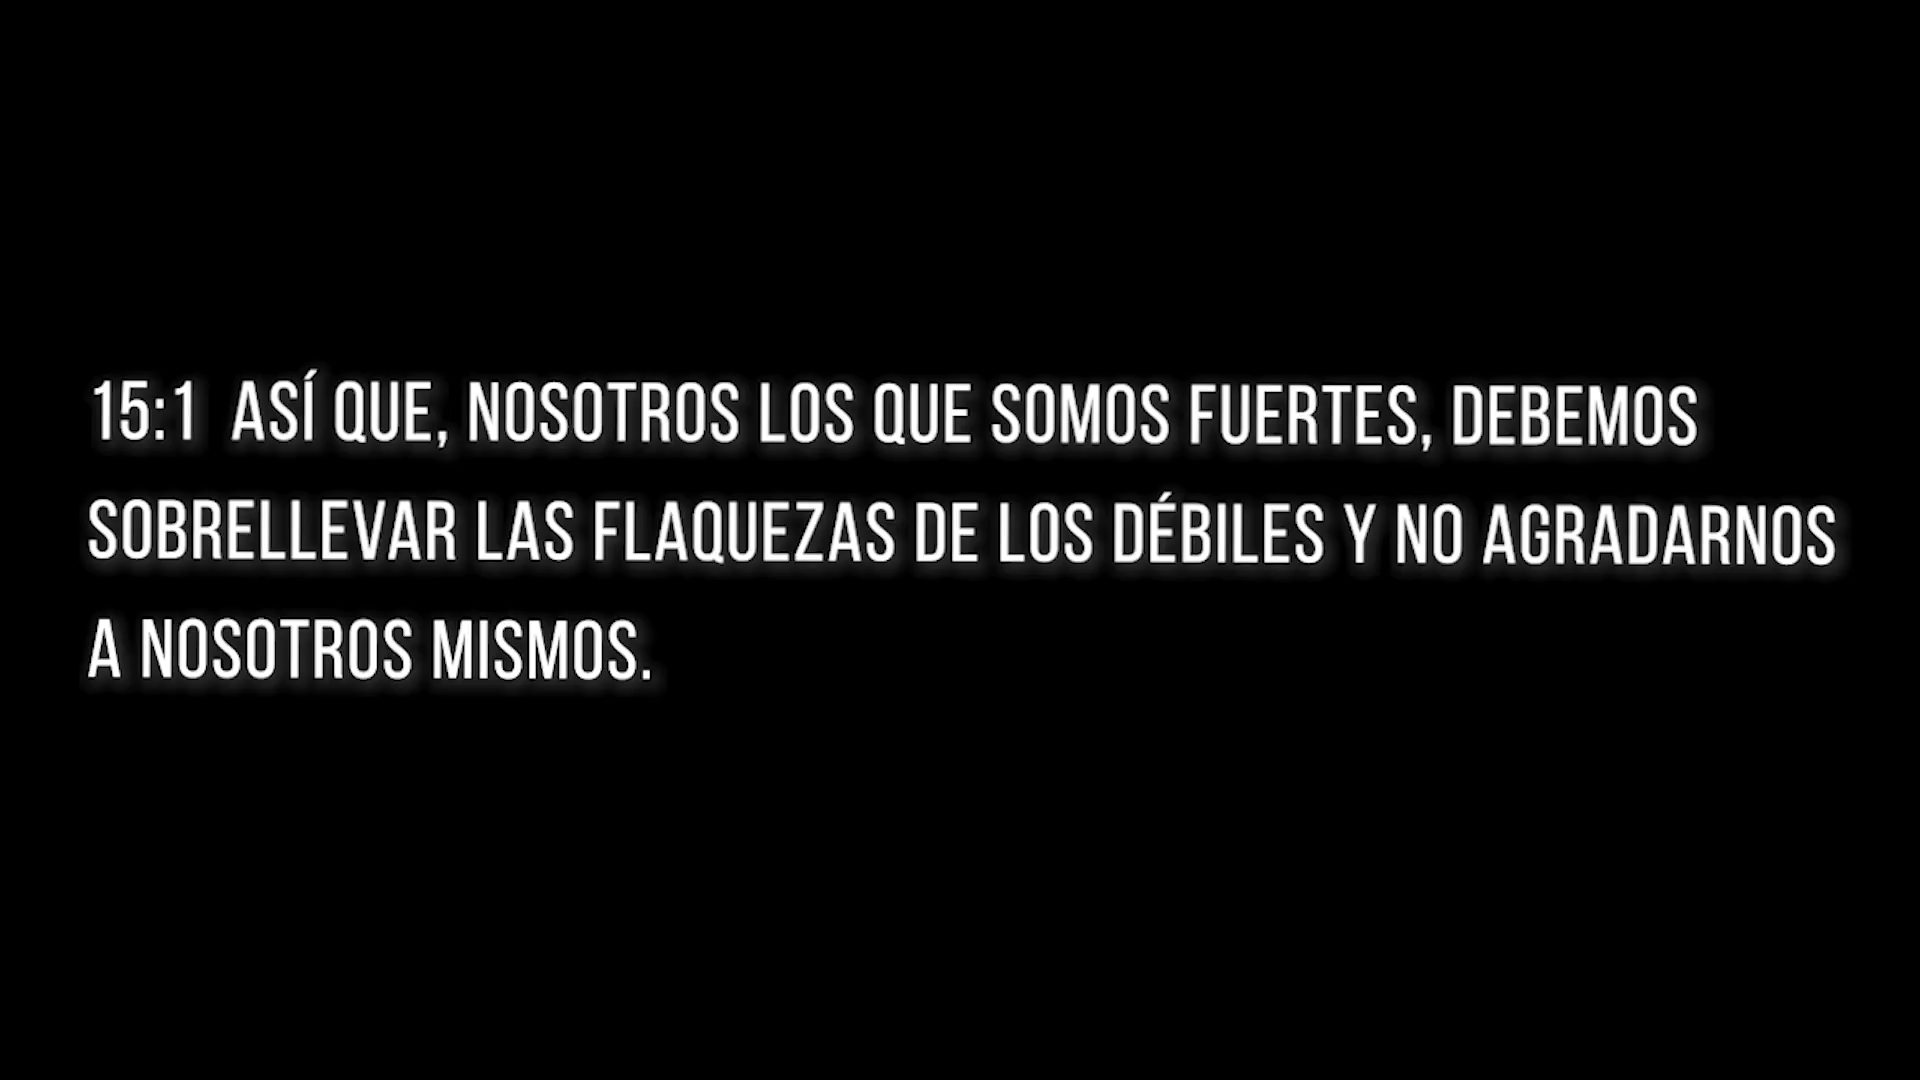 15:1 ASÍ QUE, NOSOTROS LOS QUE SOMOS FUERTES, DEBEMOS
SOBRELLEVAR LAS FLAQUEZAS DE LOS DÉBILES Y NO AGRADARNOS
A NOSOTROS MISMOS.